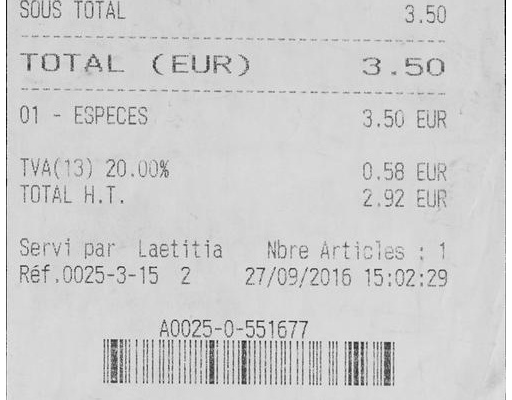 SOUS TOTAL 3.50
TOTAL (EUR) 3.50
01 - ESPECES 3.50 EUR
TVA(13) 20.00% 0.58 EUR
TOTAL H.T. 2.92 EUR
Servi par Laetitia Nbre Articles : 1
Réf.0025-3-15 2 27/09/2016 15:02:29
A0025-0-551677